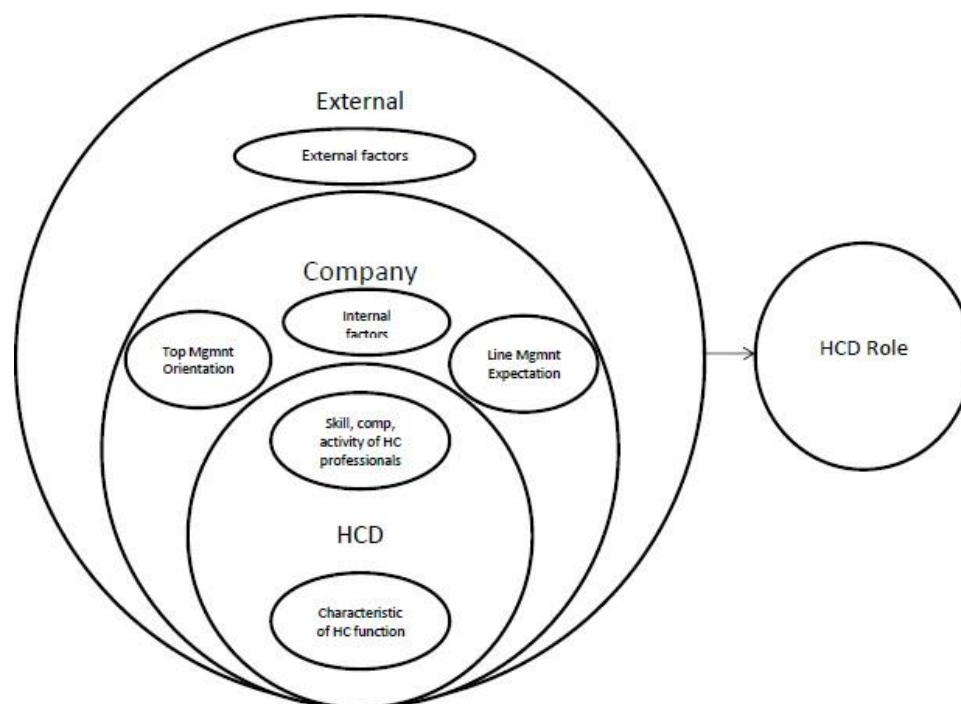 External
External factors
Company
Internal
factors
Top Mgmnt
Orientation
Line Mgmnt
Expectation
HCD Role
Skill, comp,
activity of HC
professionals
HCD
Characteristic
of HC function